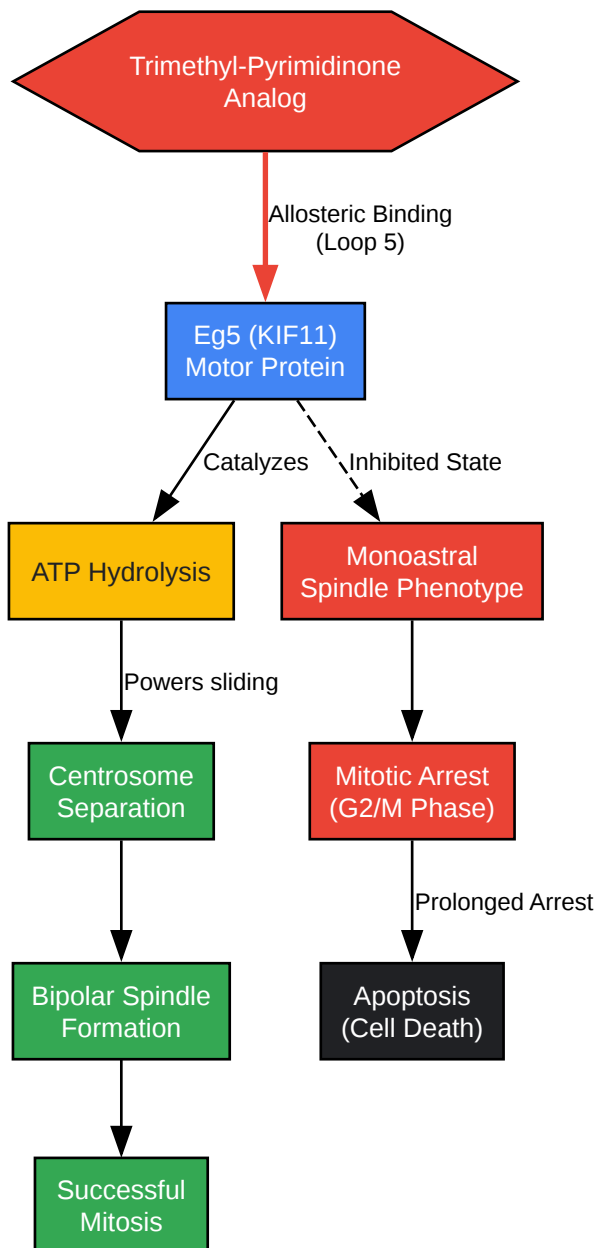 Trimethyl-Pyrimidinone
Analog
Allosteric Binding
(Loop 5)
Eg5 (KIF11)
Motor Protein
Catalyzes
Inhibited State
ATP Hydrolysis
Monoastral
Spindle Phenotype
Powers sliding
Centrosome
Separation
Mitotic Arrest
(G2/M Phase)
Prolonged Arrest
Bipolar Spindle
Formation
Apoptosis
(Cell Death)
Successful
Mitosis